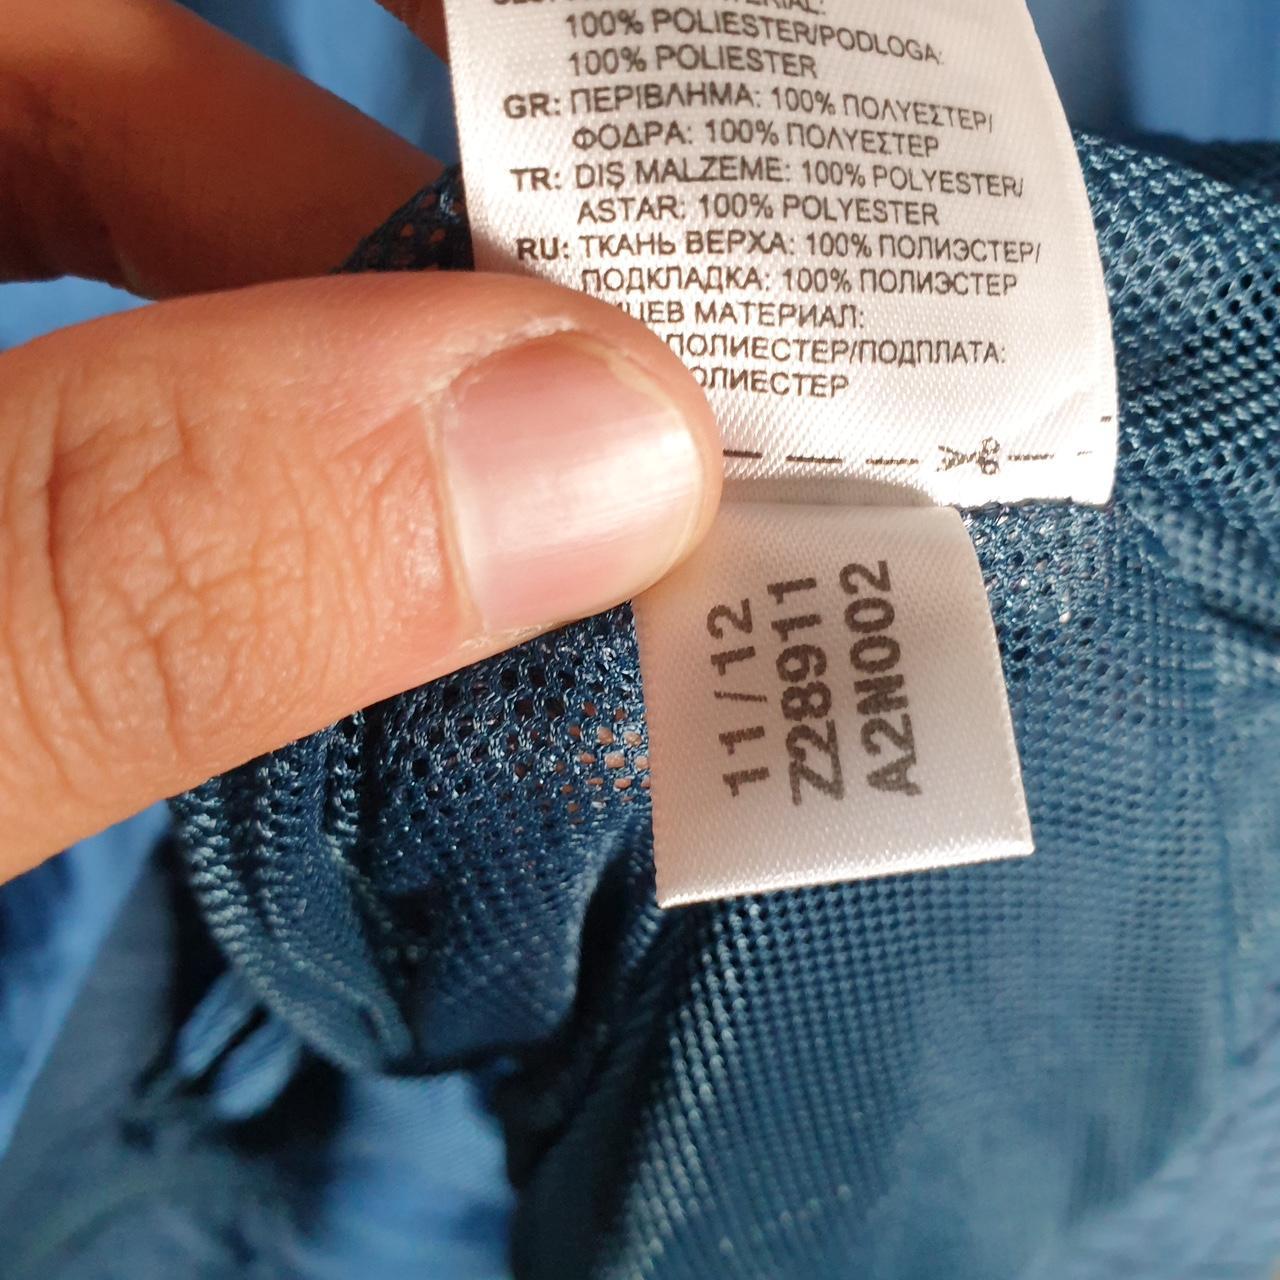 MATERIAL:
100% POLIESTER/PODLOGA:
100% POLIESTER
GR: ΠΕΡΙΒΛΗΜΑ: 100% ΠΟΛΥΕΣΤΕΡ/
ΦΟΔΡΑ: 100% ΠΟΛΥΕΣΤΕΡ
TR: DIŞ MALZEME: 100% POLYESTER/
ASTAR: 100% POLYESTER
RU: ТКАНЬ ВЕРХА: 100% ПОЛИЭСТЕР/
ПОДКЛАДКА: 100% ПОЛИЭСТЕР
МАТЕРИАЛ:
ПОЛИЕСТЕР/ПОДПЛАТА:
ПОЛИЕСТЕР
11/12
Z28911
A2N002